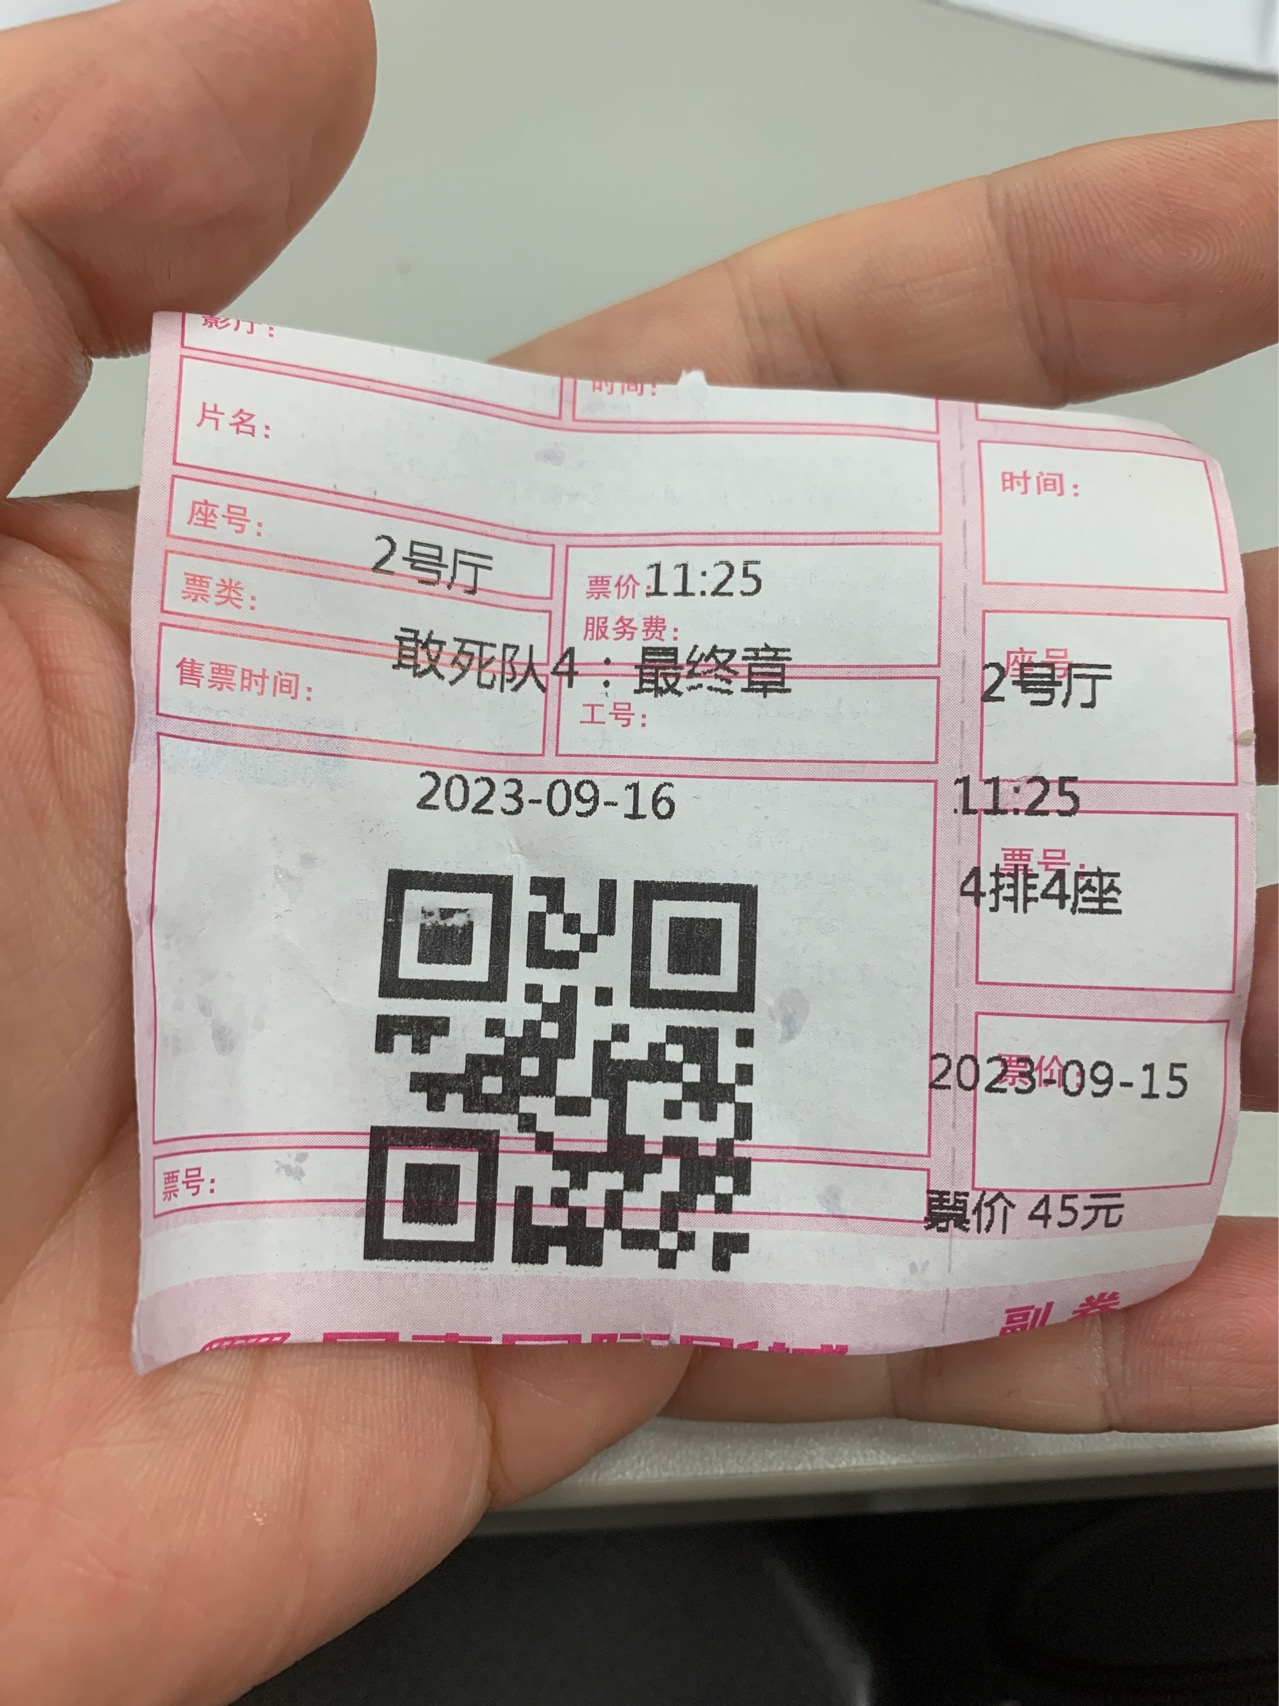 影厅:
时间:
片名:
时间:
座号:
2号厅
票价:
11:25
票类:
服务费:
敢死队4：最终章
座号
2号厅
售票时间:
工号:
2023-09-16
11:25
票号:
4排4座
票价:
2023-09-15
票号:
票价 45元
副券